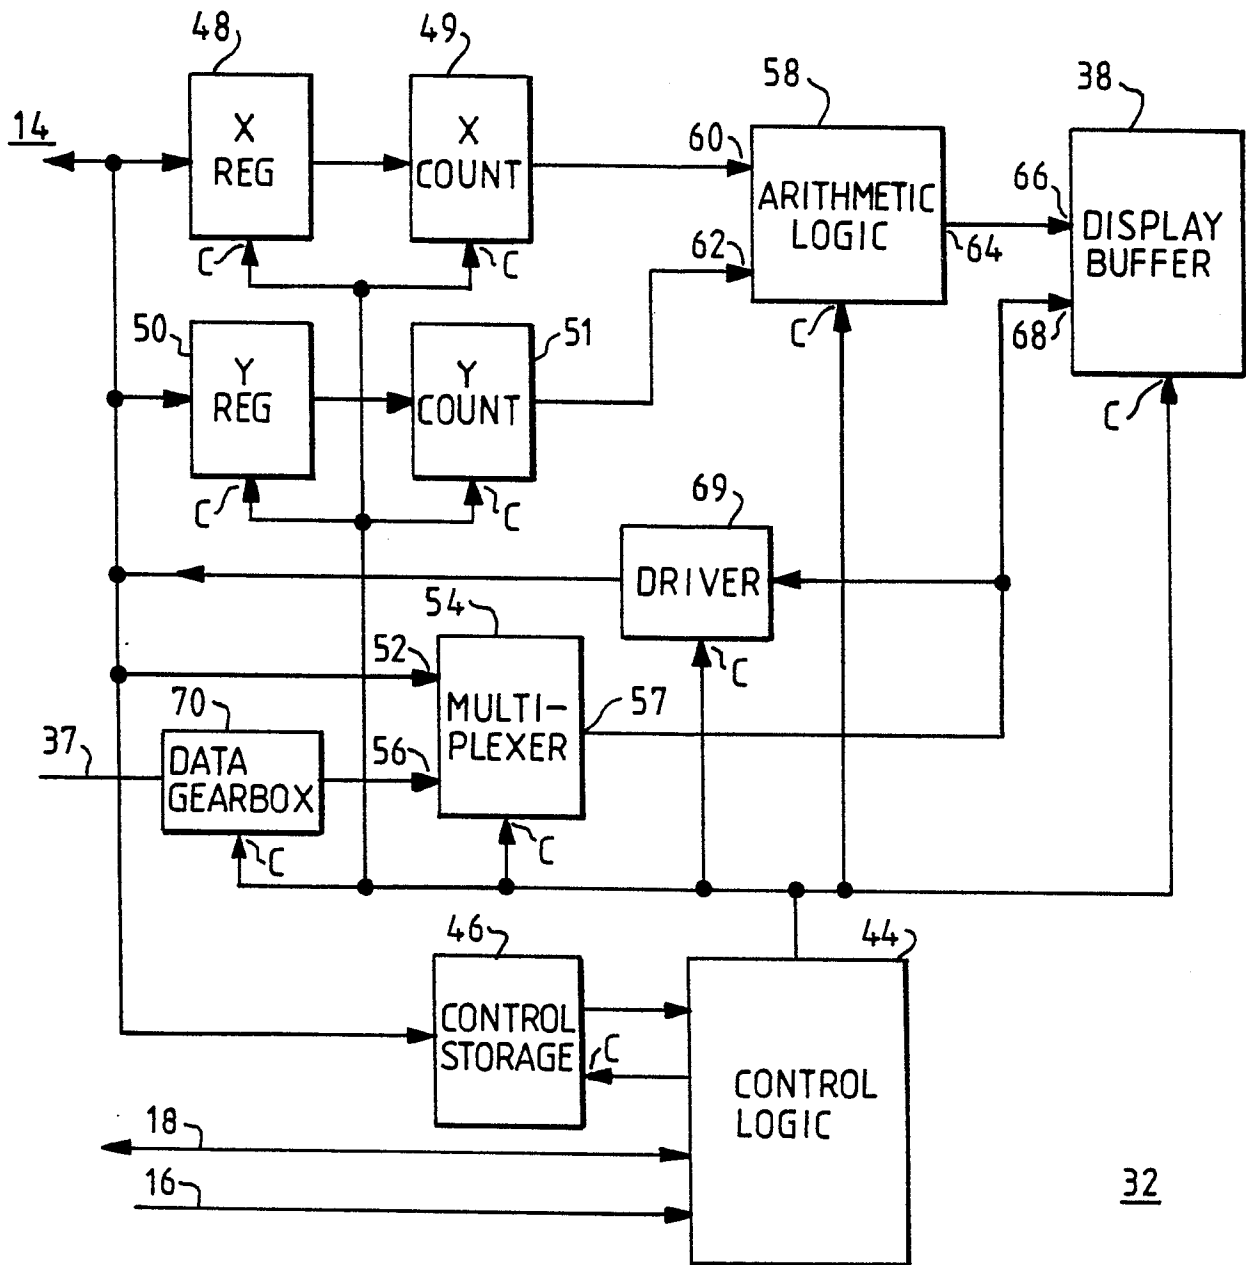 48
49
58
38
14
X
REG
X
COUNT
60
ARITHMETIC
LOGIC
62
64
66
DISPLAY
BUFFER
68
C
C
C
C
50
51
Y
REG
Y
COUNT
C
C
69
DRIVER
C
54
52
MULTI-
PLEXER
57
56
C
70
37
DATA
GEARBOX
C
46
44
CONTROL
STORAGE
C
CONTROL
LOGIC
18
16
32